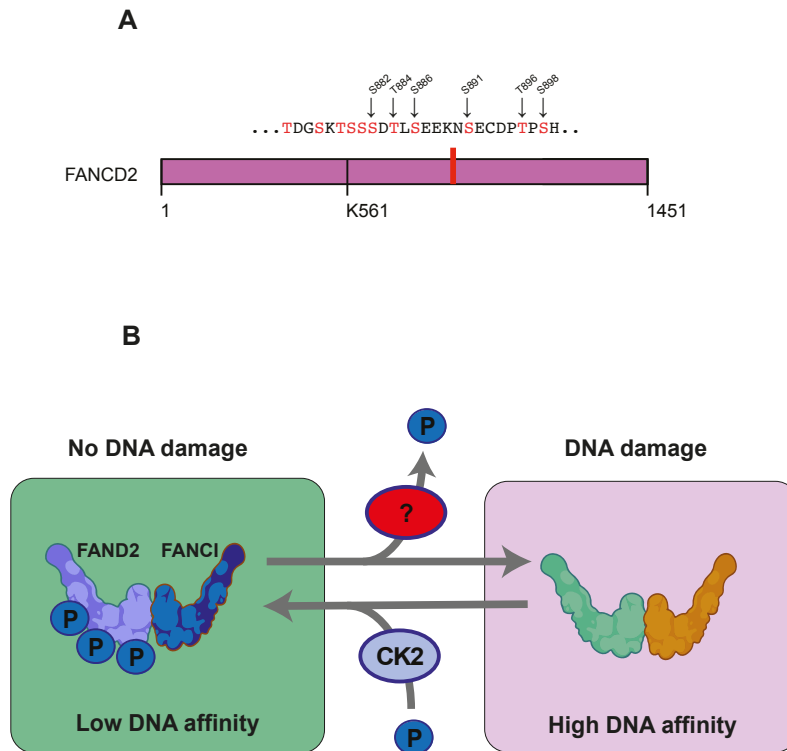 A
S882 T884 S886 S891 T896 S898
...TDGSKTSSSDTLSEEKNSECDPTPSH..
FANCD2
1 K561 1451
B
P
No DNA damage DNA damage
?
FAND2 FANCI
P
P
P
CK2
Low DNA affinity High DNA affinity
P